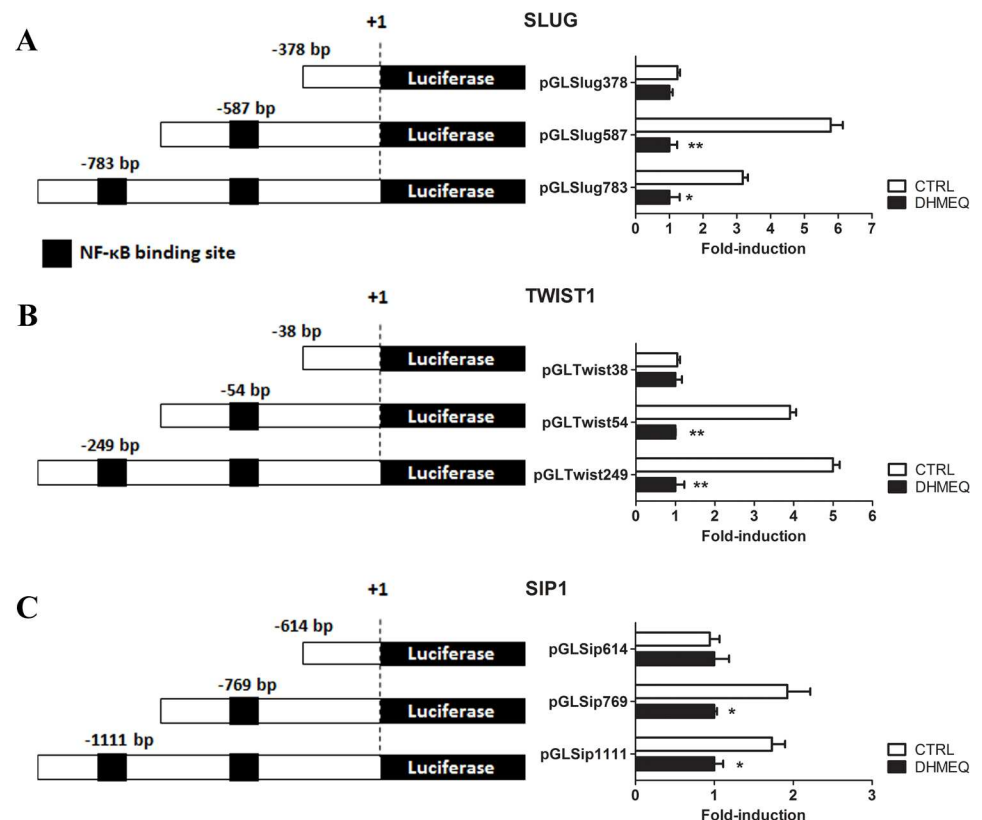 A
+1
SLUG
-378 bp
Luciferase
-587 bp
Luciferase
-783 bp
Luciferase
NF-κB binding site
pGLSlug378
pGLSlug587
**
pGLSlug783
*
0 1 2 3 4 5 6 7
Fold-induction
CTRL
DHMEQ
B
+1
TWIST1
-38 bp
Luciferase
-54 bp
Luciferase
-249 bp
Luciferase
pGLTwist38
pGLTwist54
**
pGLTwist249
**
0 1 2 3 4 5 6
Fold-induction
CTRL
DHMEQ
C
+1
SIP1
-614 bp
Luciferase
-769 bp
Luciferase
-1111 bp
Luciferase
pGLSip614
pGLSip769
*
pGLSip1111
*
0 1 2 3
Fold-induction
CTRL
DHMEQ